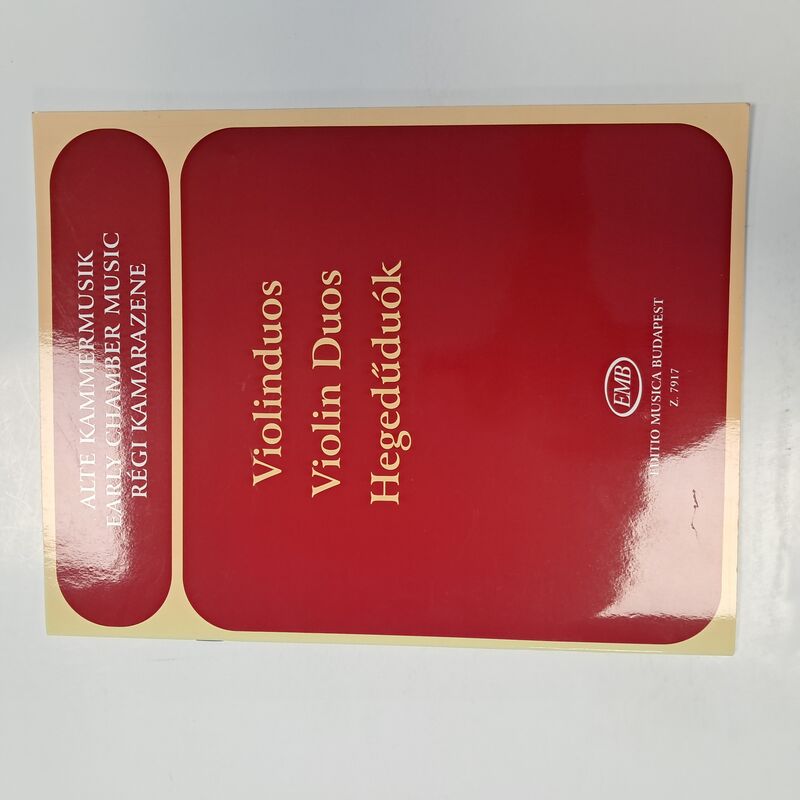 ALTE KAMMERMUSIK
EARLY CHAMBER MUSIC
RÉGI KAMARAZENE
Violinduos
Violin Duos
Hegedűduók
EMB
EDITIO MUSICA BUDAPEST
Z. 7917